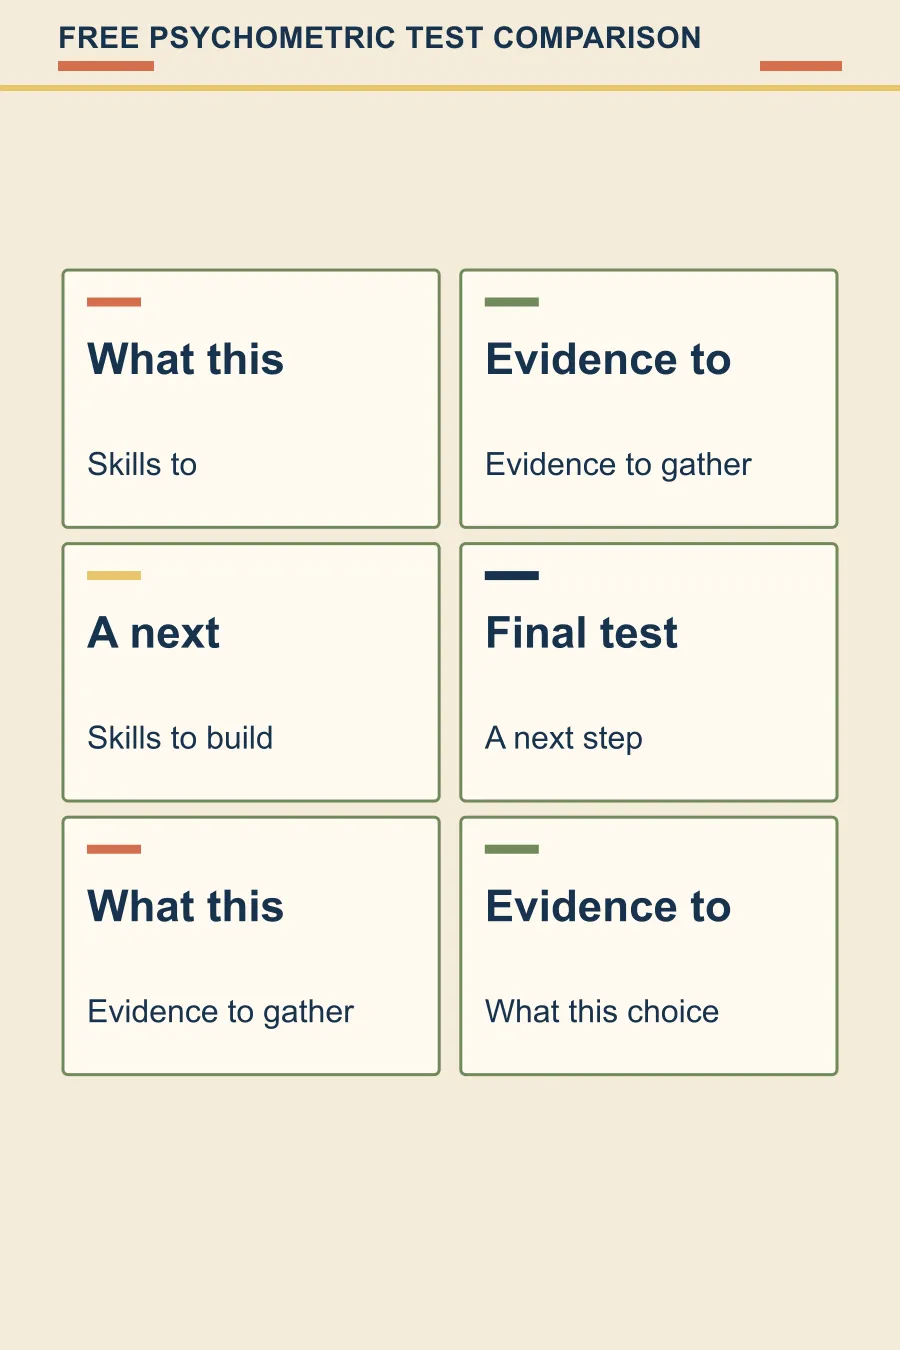 FREE PSYCHOMETRIC TEST COMPARISON
What this
Skills to
Evidence to
Evidence to gather
A next
Skills to build
Final test
A next step
What this
Evidence to gather
Evidence to
What this choice